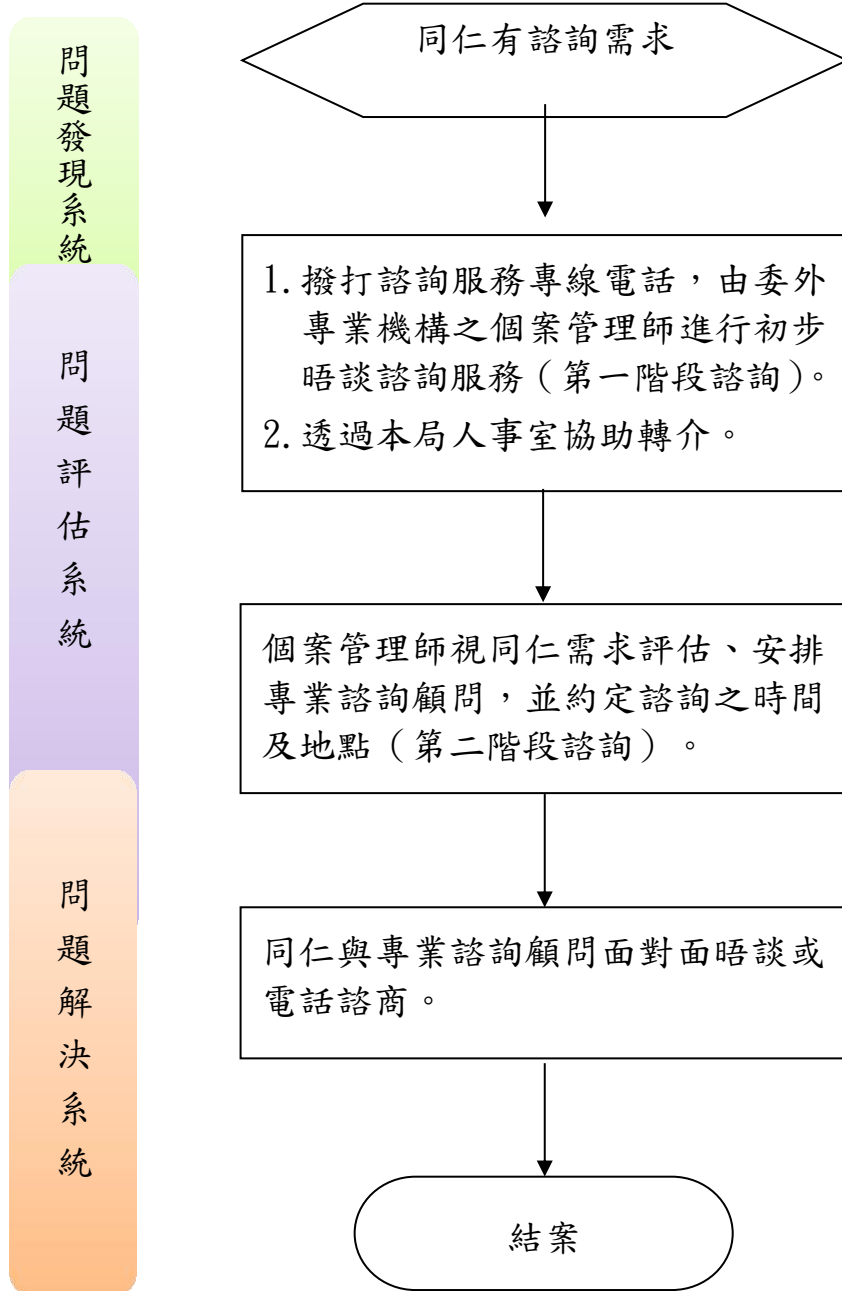 問題發現系統
同仁有諮詢需求
1. 撥打諮詢服務專線電話，由委外
專業機構之個案管理師進行初步
晤談諮詢服務（第一階段諮詢）。
2. 透過本局人事室協助轉介。
問題評估系統
個案管理師視同仁需求評估、安排
專業諮詢顧問，並約定諮詢之時間
及地點（第二階段諮詢）。
問題解決系統
同仁與專業諮詢顧問面對面晤談或
電話諮商。
結案